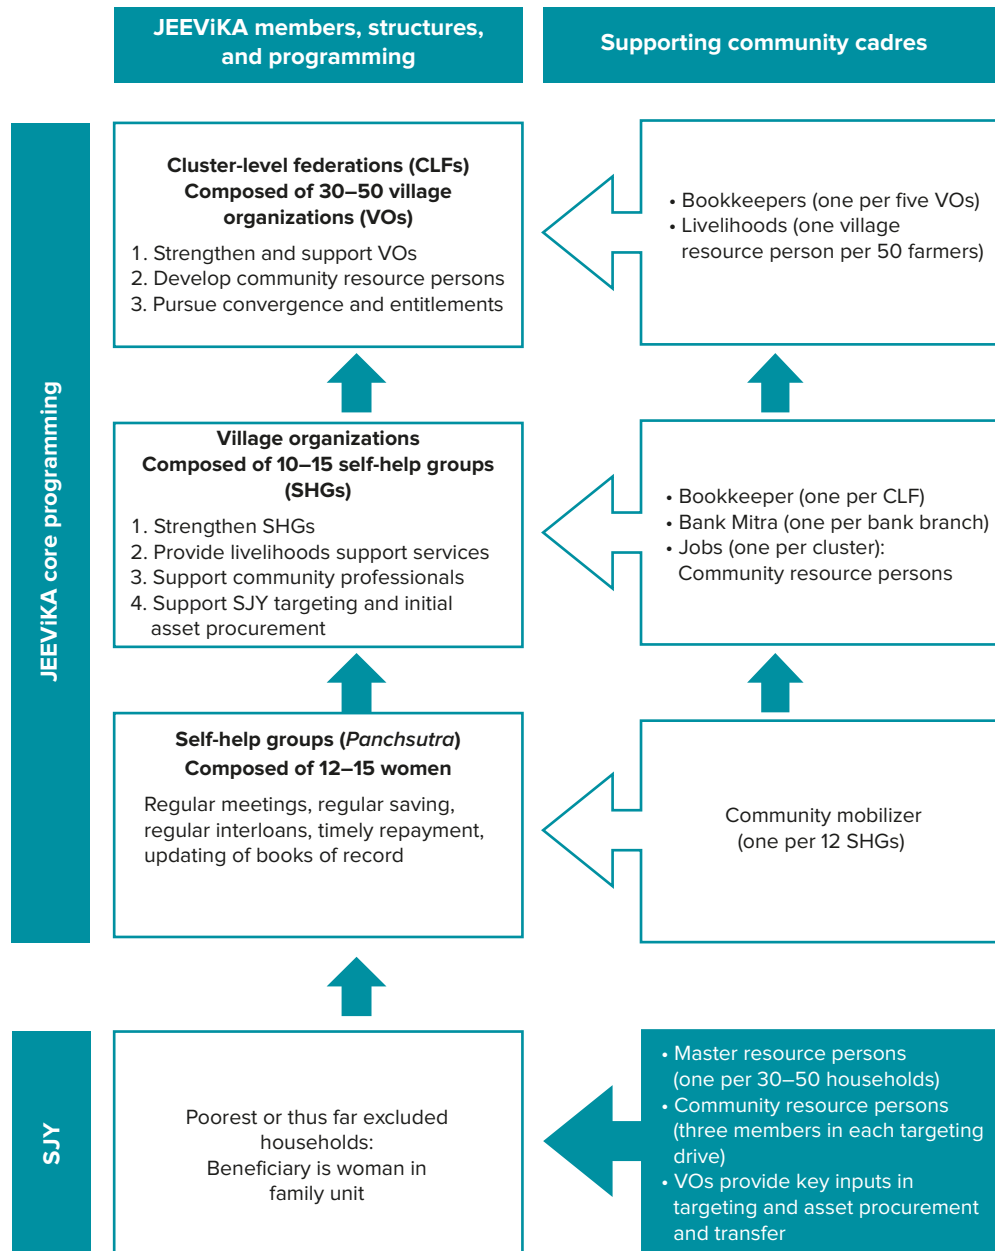 JEEViKA members, structures,
and programming
Supporting community cadres
JEEViKA core programming
Cluster-level federations (CLFs)
Composed of 30–50 village
organizations (VOs)
1. Strengthen and support VOs
2. Develop community resource persons
3. Pursue convergence and entitlements
• Bookkeepers (one per five VOs)
• Livelihoods (one village
resource person per 50 farmers)
Village organizations
Composed of 10–15 self-help groups
(SHGs)
1. Strengthen SHGs
2. Provide livelihoods support services
3. Support community professionals
4. Support SJY targeting and initial
asset procurement
• Bookkeeper (one per CLF)
• Bank Mitra (one per bank branch)
• Jobs (one per cluster):
Community resource persons
Self-help groups (Panchsutra)
Composed of 12–15 women
Regular meetings, regular saving,
regular interloans, timely repayment,
updating of books of record
Community mobilizer
(one per 12 SHGs)
SJY
Poorest or thus far excluded
households:
Beneficiary is woman in
family unit
• Master resource persons
(one per 30–50 households)
• Community resource persons
(three members in each targeting
drive)
• VOs provide key inputs in
targeting and asset procurement
and transfer